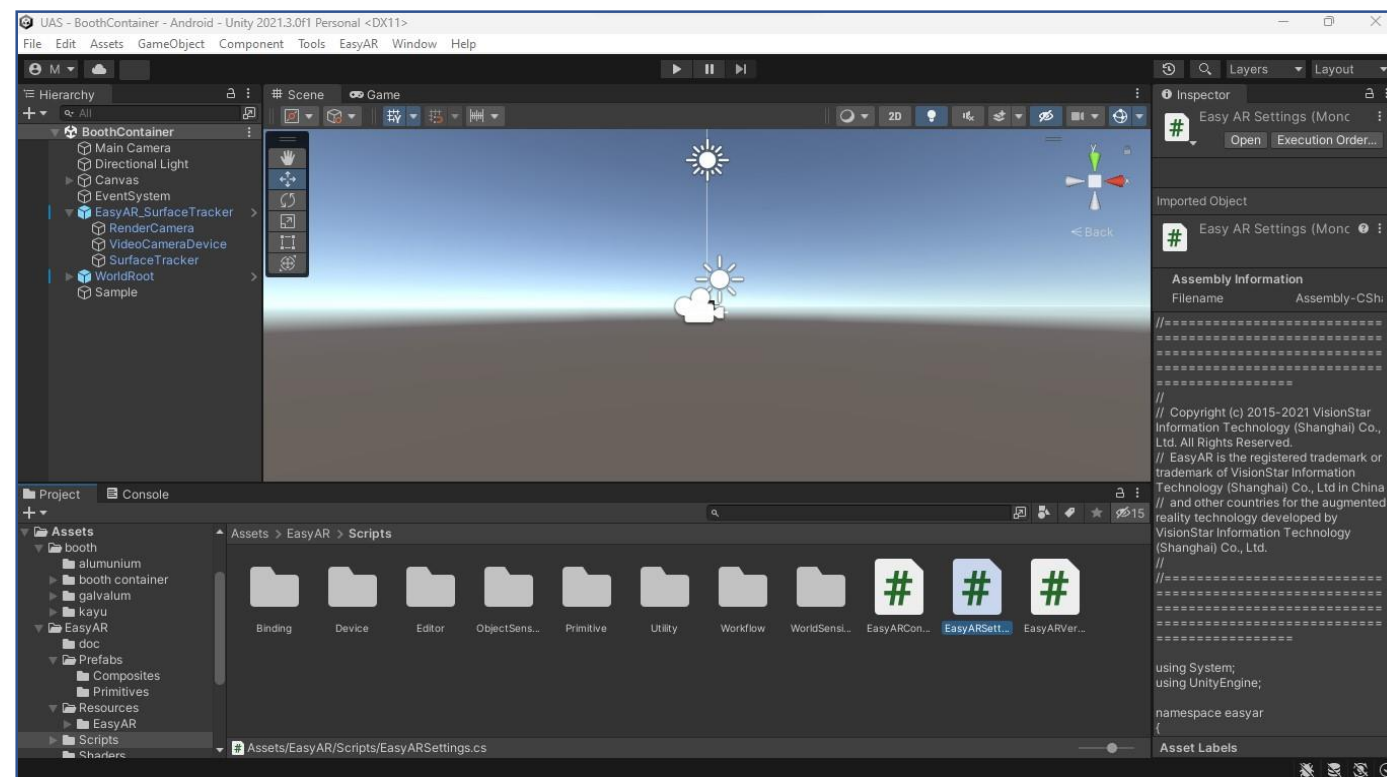 UAS - BoothContainer - Android - Unity 2021.3.0f1 Personal <DX11>
File Edit Assets GameObject Component Tools EasyAR Window Help
M Layers Layout
Hierarchy
All
BoothContainer
Main Camera
Directional Light
Canvas
EventSystem
EasyAR_SurfaceTracker
RenderCamera
VideoCameraDevice
SurfaceTracker
WorldRoot
Sample
Scene Game
2D
y
Back
Inspector
Easy AR Settings (Monc
Open Execution Order...
Imported Object
Easy AR Settings (Monc
Assembly Information
Filename Assembly-CSha
//===========================
============================
============================
============================
=================
//
// Copyright (c) 2015-2021 VisionStar
Information Technology (Shanghai) Co.,
Ltd. All Rights Reserved.
// EasyAR is the registered trademark or
trademark of VisionStar Information
Technology (Shanghai) Co., Ltd in China
// and other countries for the augmented
reality technology developed by
VisionStar Information Technology
(Shanghai) Co., Ltd.
//
//===========================
============================
============================
============================
=================
using System;
using UnityEngine;
namespace easyar
{
Asset Labels
Project Console
15
Assets
booth
alumunium
booth container
galvalum
kayu
EasyAR
doc
Prefabs
Composites
Primitives
Resources
EasyAR
Scripts
Shaders
Assets > EasyAR > Scripts
Binding Device Editor ObjectSens... Primitive Utility Workflow WorldSensi... EasyARCon... EasyARSett... EasyARVer...
Assets/EasyAR/Scripts/EasyARSettings.cs